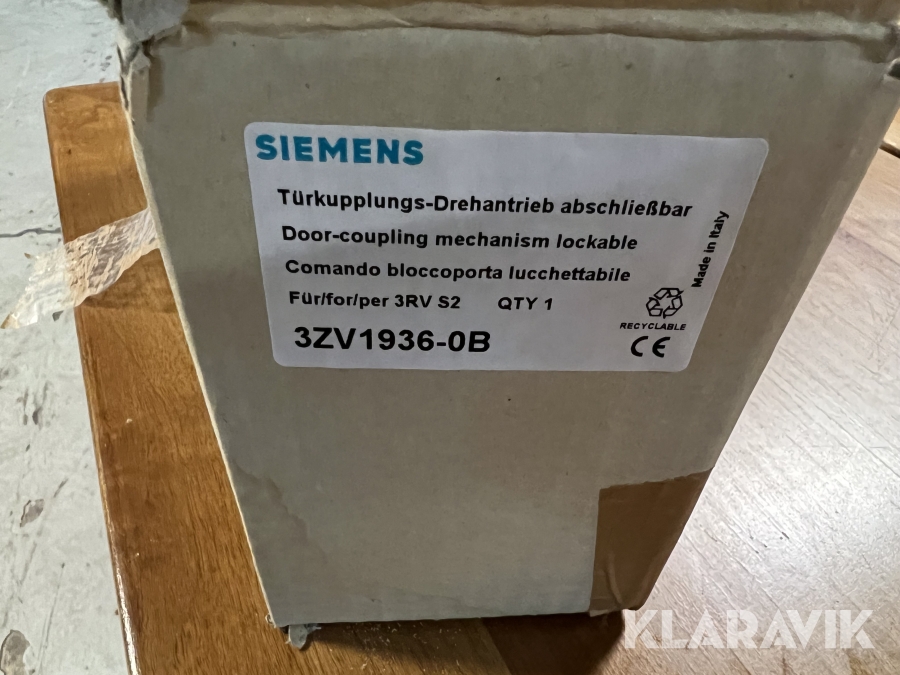 SIEMENS
Türkupplungs-Drehantrieb abschließbar
Door-coupling mechanism lockable
Comando bloccoporta lucchettabile
Für/for/per 3RV S2 QTY 1
3ZV1936-0B
Made in Italy
RECYCLABLE
CE
KLARAVIK